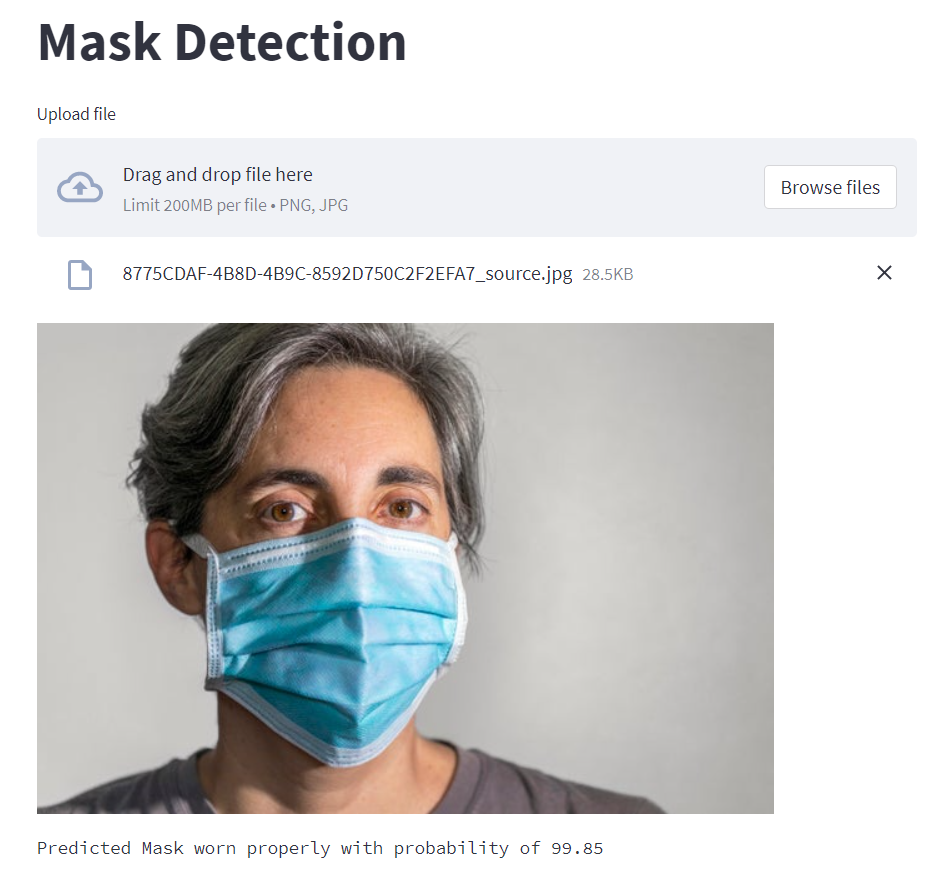 Mask Detection
Upload file
Drag and drop file here
Limit 200MB per file • PNG, JPG
Browse files
8775CDAF-4B8D-4B9C-8592D750C2F2EFA7_source.jpg 28.5KB
Predicted Mask worn properly with probability of 99.85